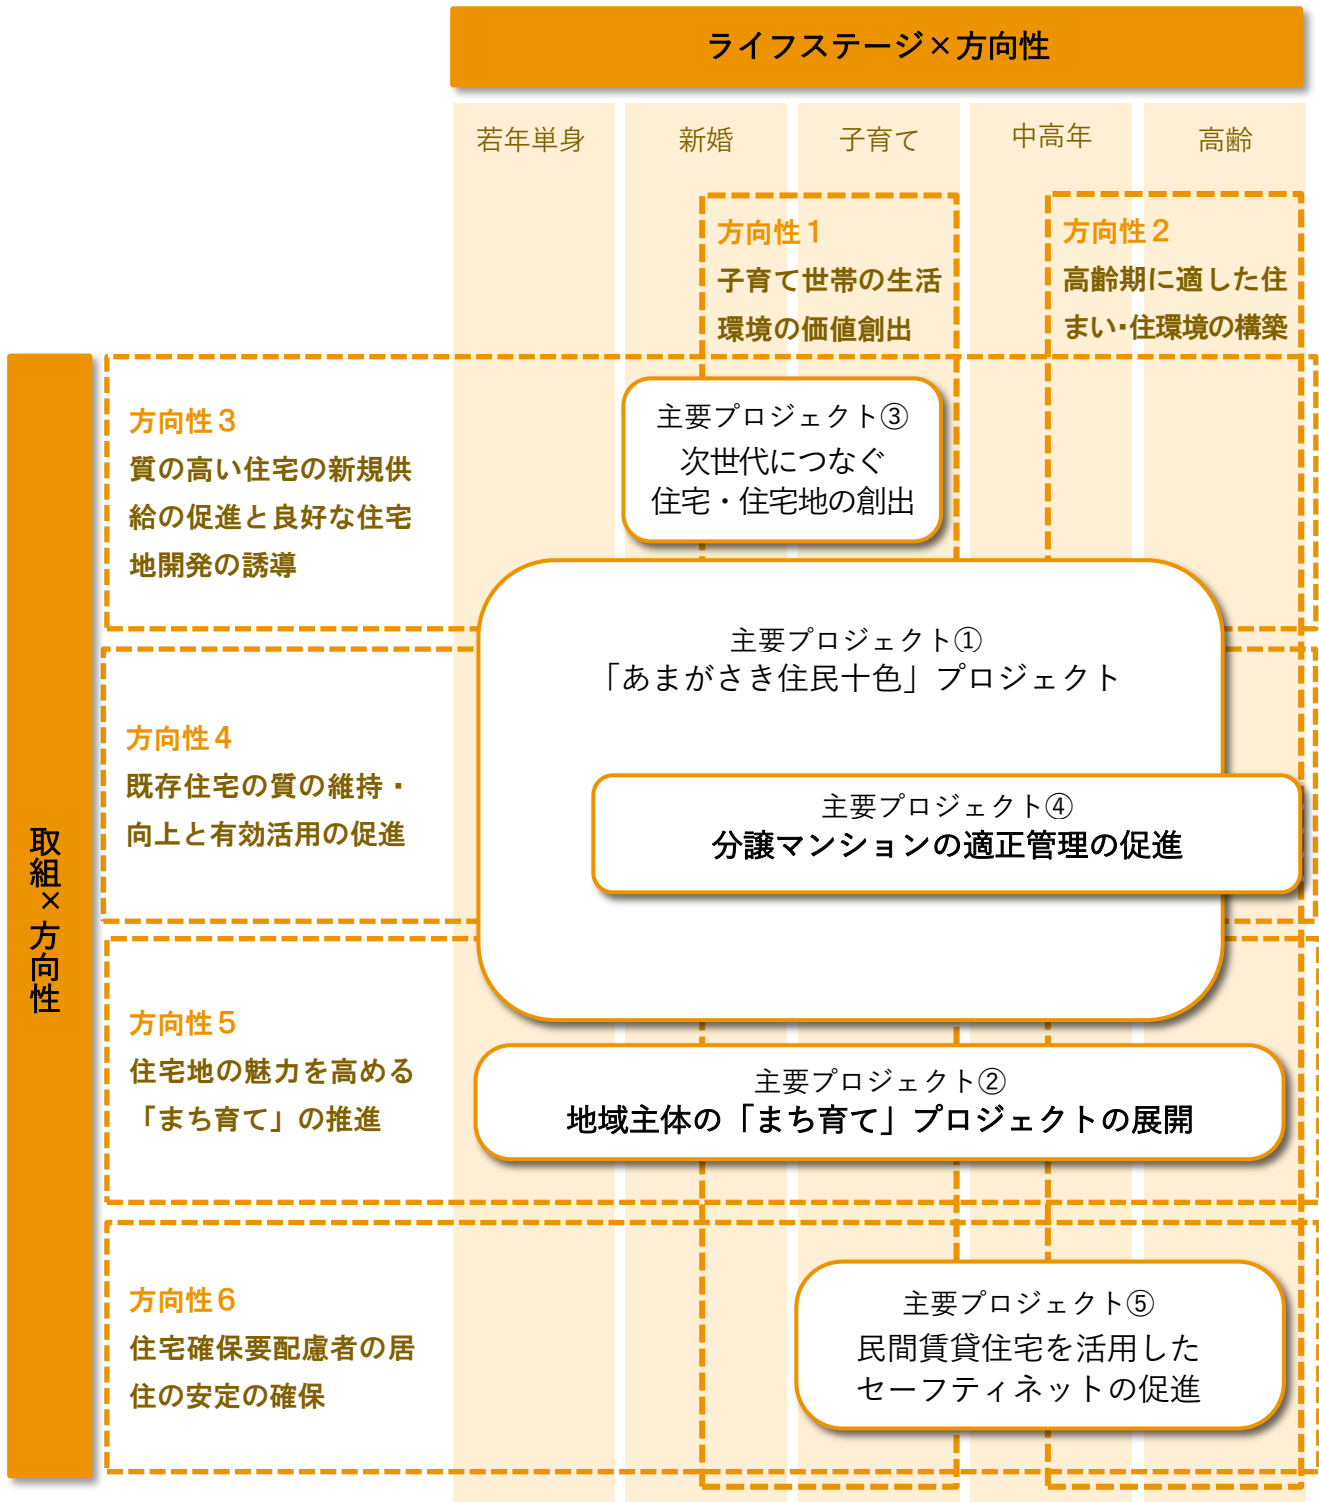 ライフステージ×方向性
若年単身
新婚
子育て
中高年
高齢
方向性１
子育て世帯の生活
環境の価値創出
方向性２
高齢期に適した住
まい・住環境の構築
取組×方向性
方向性３
質の高い住宅の新規供
給の促進と良好な住宅
地開発の誘導
主要プロジェクト③
次世代につなぐ
住宅・住宅地の創出
主要プロジェクト①
「あまがさき住民十色」プロジェクト
方向性４
既存住宅の質の維持・
向上と有効活用の促進
主要プロジェクト④
分譲マンションの適正管理の促進
方向性５
住宅地の魅力を高める
「まち育て」の推進
主要プロジェクト②
地域主体の「まち育て」プロジェクトの展開
方向性６
住宅確保要配慮者の居
住の安定の確保
主要プロジェクト⑤
民間賃貸住宅を活用した
セーフティネットの促進